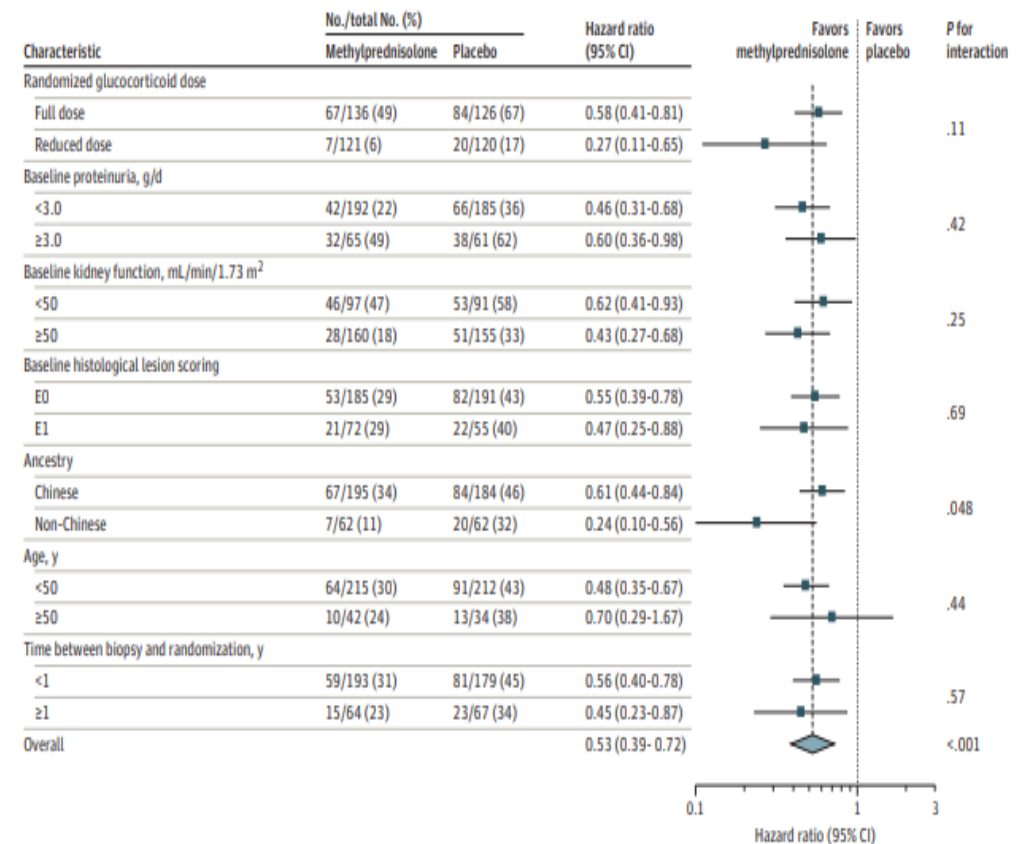 No./total No. (%)
Hazard ratio
(95% CI)
Favors
methylprednisolone
Favors
placebo
P for
interaction
Characteristic Methylprednisolone Placebo
Randomized glucocorticoid dose
Full dose 67/136 (49) 84/126 (67) 0.58 (0.41-0.81)
.11
Reduced dose 7/121 (6) 20/120 (17) 0.27 (0.11-0.65)
Baseline proteinuria, g/d
<3.0 42/192 (22) 66/185 (36) 0.46 (0.31-0.68)
.42
≥3.0 32/65 (49) 38/61 (62) 0.60 (0.36-0.98)
Baseline kidney function, mL/min/1.73 m²
<50 46/97 (47) 53/91 (58) 0.62 (0.41-0.93)
.25
≥50 28/160 (18) 51/155 (33) 0.43 (0.27-0.68)
Baseline histological lesion scoring
E0 53/185 (29) 82/191 (43) 0.55 (0.39-0.78)
.69
E1 21/72 (29) 22/55 (40) 0.47 (0.25-0.88)
Ancestry
Chinese 67/195 (34) 84/184 (46) 0.61 (0.44-0.84)
.048
Non-Chinese 7/62 (11) 20/62 (32) 0.24 (0.10-0.56)
Age, y
<50 64/215 (30) 91/212 (43) 0.48 (0.35-0.67)
.44
≥50 10/42 (24) 13/34 (38) 0.70 (0.29-1.67)
Time between biopsy and randomization, y
<1 59/193 (31) 81/179 (45) 0.56 (0.40-0.78)
.57
≥1 15/64 (23) 23/67 (34) 0.45 (0.23-0.87)
Overall 0.53 (0.39- 0.72) <.001
0.1 1 3
Hazard ratio (95% CI)